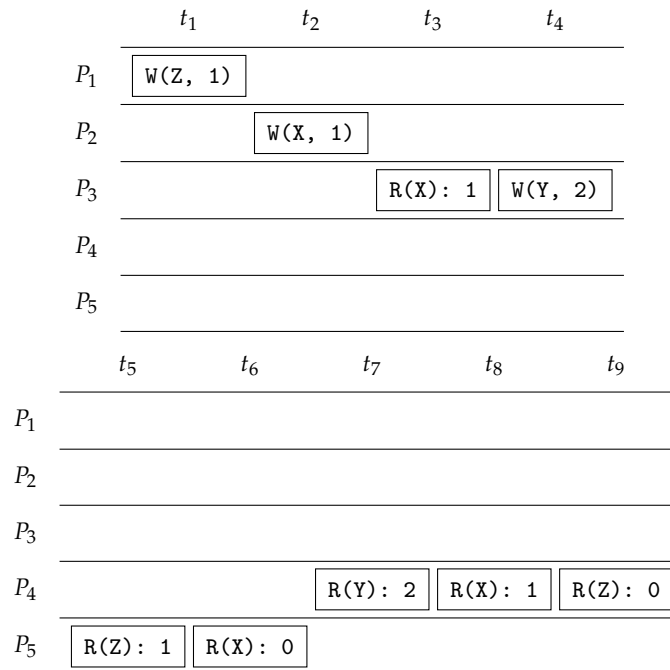 t1 t2 t3 t4
P1 W(Z, 1)
P2 W(X, 1)
P3 R(X): 1 W(Y, 2)
P4
P5
t5 t6 t7 t8 t9
P1
P2
P3
P4 R(Y): 2 R(X): 1 R(Z): 0
P5 R(Z): 1 R(X): 0